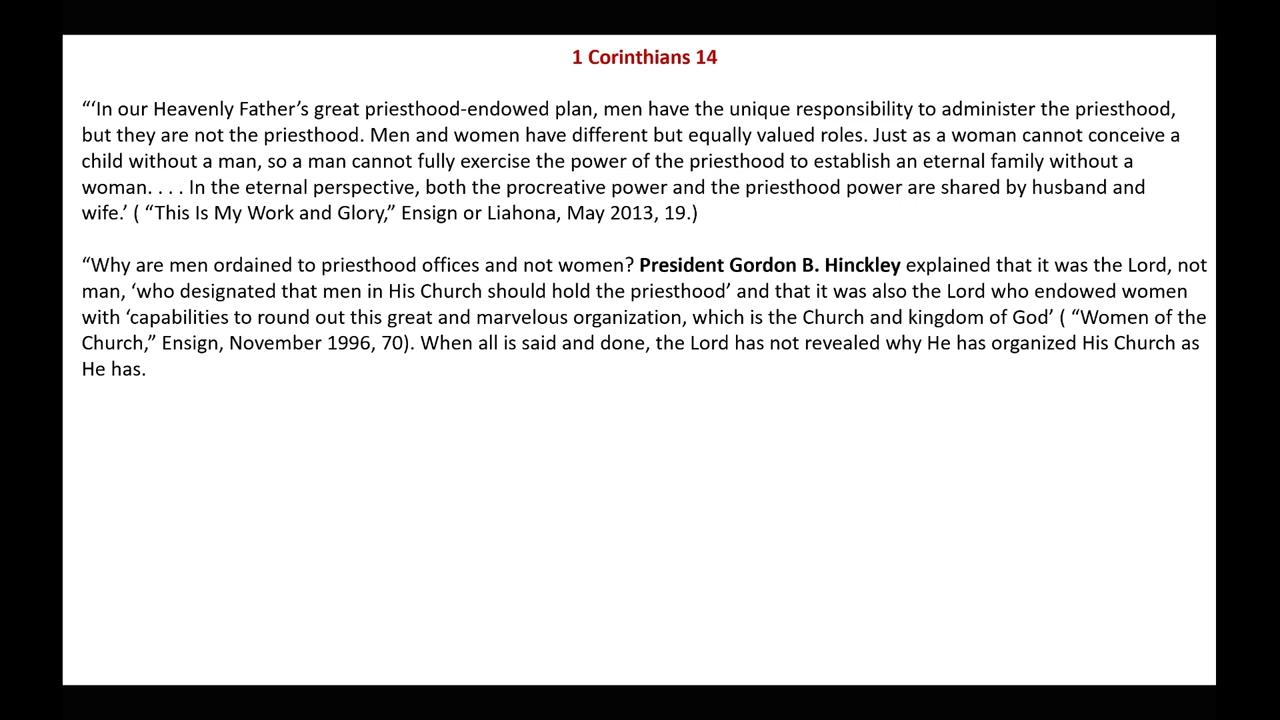 1 Corinthians 14
“‘In our Heavenly Father’s great priesthood-endowed plan, men have the unique responsibility to administer the priesthood,
but they are not the priesthood. Men and women have different but equally valued roles. Just as a woman cannot conceive a
child without a man, so a man cannot fully exercise the power of the priesthood to establish an eternal family without a
woman. . . . In the eternal perspective, both the procreative power and the priesthood power are shared by husband and
wife.’ ( “This Is My Work and Glory,” Ensign or Liahona, May 2013, 19.)
“Why are men ordained to priesthood offices and not women? President Gordon B. Hinckley explained that it was the Lord, not
man, ‘who designated that men in His Church should hold the priesthood’ and that it was also the Lord who endowed women
with ‘capabilities to round out this great and marvelous organization, which is the Church and kingdom of God’ ( “Women of the
Church,” Ensign, November 1996, 70). When all is said and done, the Lord has not revealed why He has organized His Church as
He has.